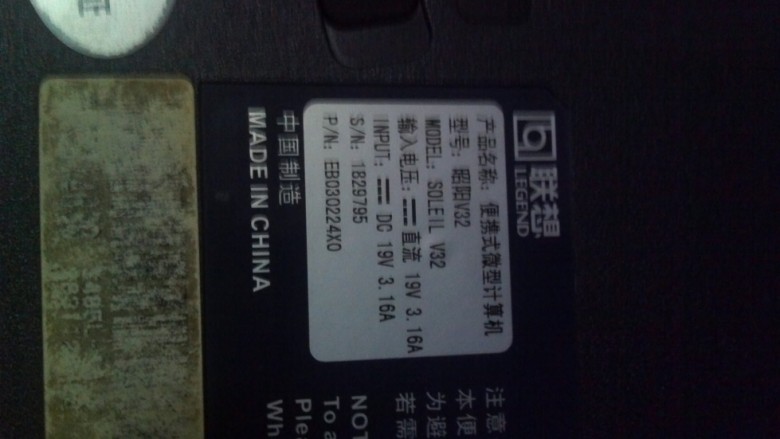 联想
LEGEND
产品名称：便携式微型计算机
型号：昭阳V32
MODEL: SOLEIL V32
输入电压：⎓ 直流 19V 3.16A
INPUT: ⎓ DC 19V 3.16A
S/N: 1829795
P/N: EB030224X0
中国制造
MADE IN CHINA
注意
本便
为避
若需
NOT
To a
Plea
Wh
证